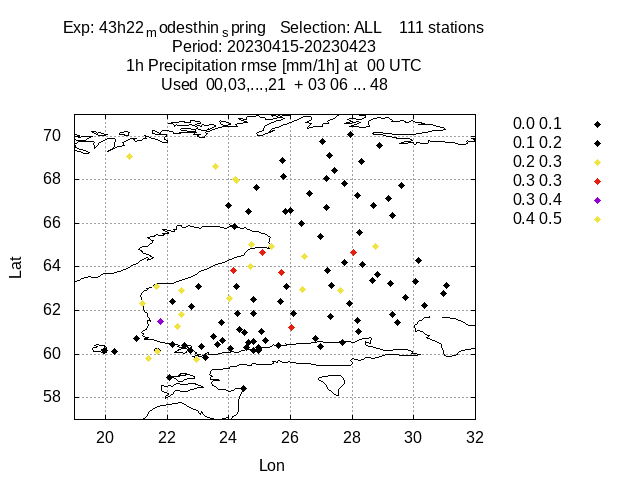 Exp: 43h22 m odesthin s pring   Selection: ALL    111 stations
Period: 20230415-20230423
1h Precipitation rmse [mm/1h] at  00 UTC
Used  00,03,...,21  + 03 06 ... 48
70
68
66
64
62
60
58
Lat
20 22 24 26 28 30 32
Lon
0.0 0.1
0.1 0.2
0.2 0.3
0.3 0.3
0.3 0.4
0.4 0.5